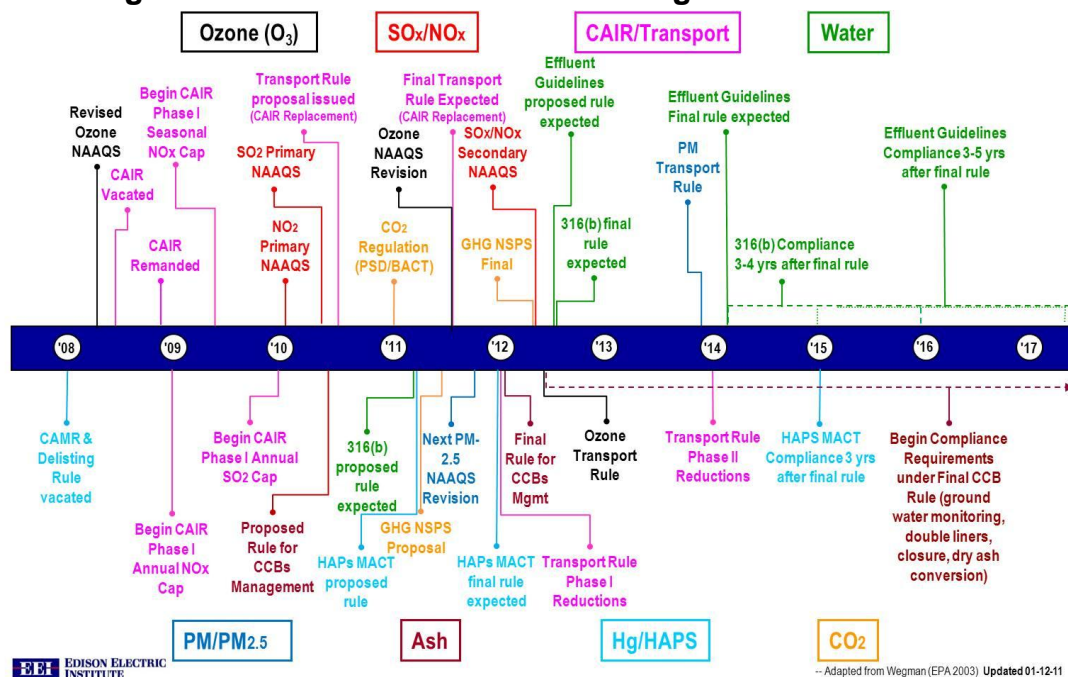 Ozone (O3)
SOx/NOx
CAIR/Transport
Water
Revised
Ozone
NAAQS
CAIR
Vacated
Begin CAIR
Phase I
Seasonal
NOx Cap
CAIR
Remanded
SO2 Primary
NAAQS
NO2
Primary
NAAQS
Transport Rule
proposal issued
(CAIR Replacement)
Ozone
NAAQS
Revision
CO2
Regulation
(PSD/BACT)
Final Transport
Rule Expected
(CAIR Replacement)
SOx/NOx
Secondary
NAAQS
GHG NSPS
Final
Effluent
Guidelines
proposed rule
expected
316(b) final
rule
expected
PM
Transport
Rule
Effluent Guidelines
Final rule expected
316(b) Compliance
3-4 yrs after final rule
Effluent Guidelines
Compliance 3-5 yrs
after final rule
'08
'09
'10
'11
'12
'13
'14
'15
'16
'17
CAMR &
Delisting
Rule
vacated
Begin CAIR
Phase I
Annual NOx
Cap
Begin CAIR
Phase I Annual
SO2 Cap
Proposed
Rule for
CCBs
Management
316(b)
proposed
rule
expected
HAPs MACT
proposed
rule
GHG NSPS
Proposal
Next PM-
2.5
NAAQS
Revision
HAPs MACT
final rule
expected
Final
Rule for
CCBs
Mgmt
Transport Rule
Phase I
Reductions
Ozone
Transport
Rule
Transport Rule
Phase II
Reductions
HAPS MACT
Compliance 3 yrs
after final rule
Begin Compliance
Requirements
under Final CCB
Rule (ground
water monitoring,
double liners,
closure, dry ash
conversion)
PM/PM2.5
Ash
Hg/HAPS
CO2
EEI
EDISON ELECTRIC
INSTITUTE
-- Adapted from Wegman (EPA 2003) Updated 01-12-11